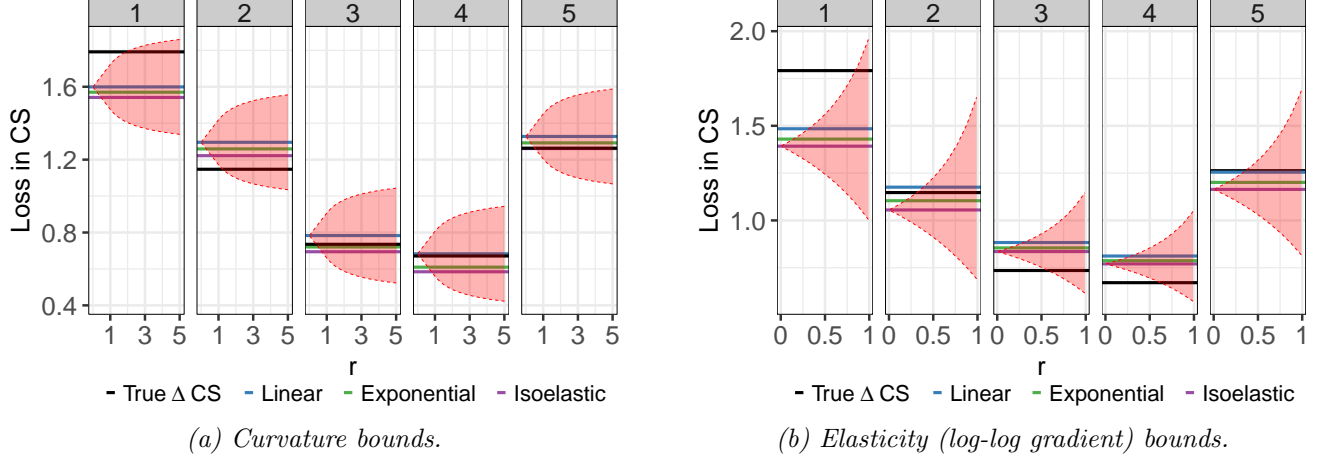 1 2 3 4 5
Loss in CS
1.6
1.2
0.8
0.4
1 3 5 1 3 5 1 3 5 1 3 5 1 3 5
r
True Δ CS Linear Exponential Isoelastic
(a) Curvature bounds.
1 2 3 4 5
Loss in CS
2.0
1.5
1.0
0 0.5 1 0 0.5 1 0 0.5 1 0 0.5 1 0 0.5 1
r
True Δ CS Linear Exponential Isoelastic
(b) Elasticity (log-log gradient) bounds.